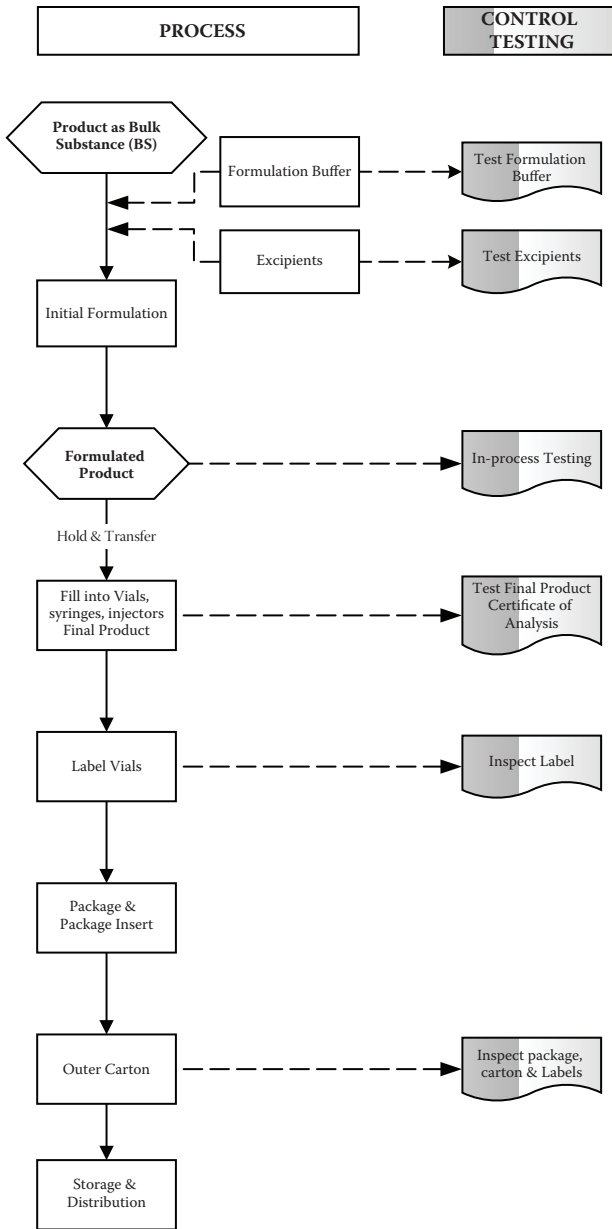 PROCESS
CONTROL
TESTING
Product as Bulk
Substance (BS)
Formulation Buffer
Test Formulation
Buffer
Excipients
Test Excipients
Initial Formulation
Formulated
Product
In-process Testing
Hold & Transfer
Fill into Vials,
syringes, injectors
Final Product
Test Final Product
Certificate of
Analysis
Label Vials
Inspect Label
Package &
Package Insert
Outer Carton
Inspect package,
carton & Labels
Storage &
Distribution